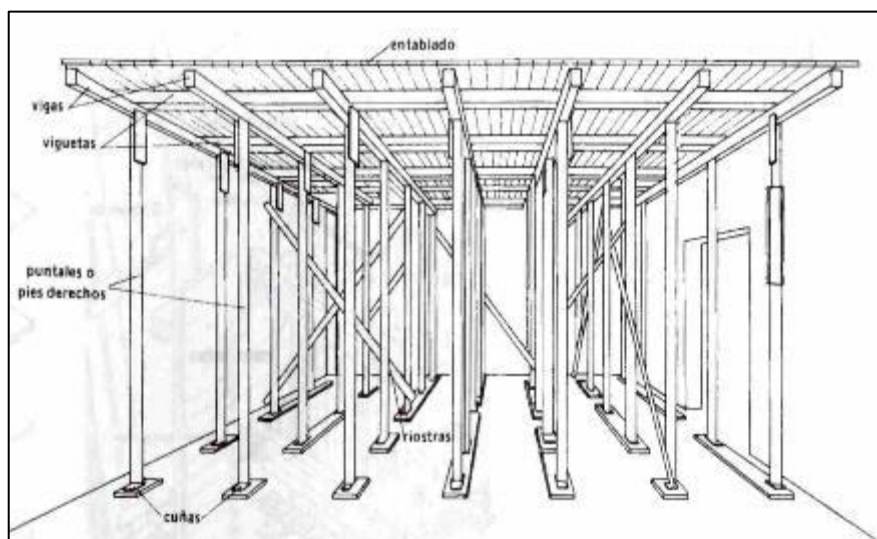 entablado
vigas
viguetas
puntales o
pies derechos
riostras
cuñas